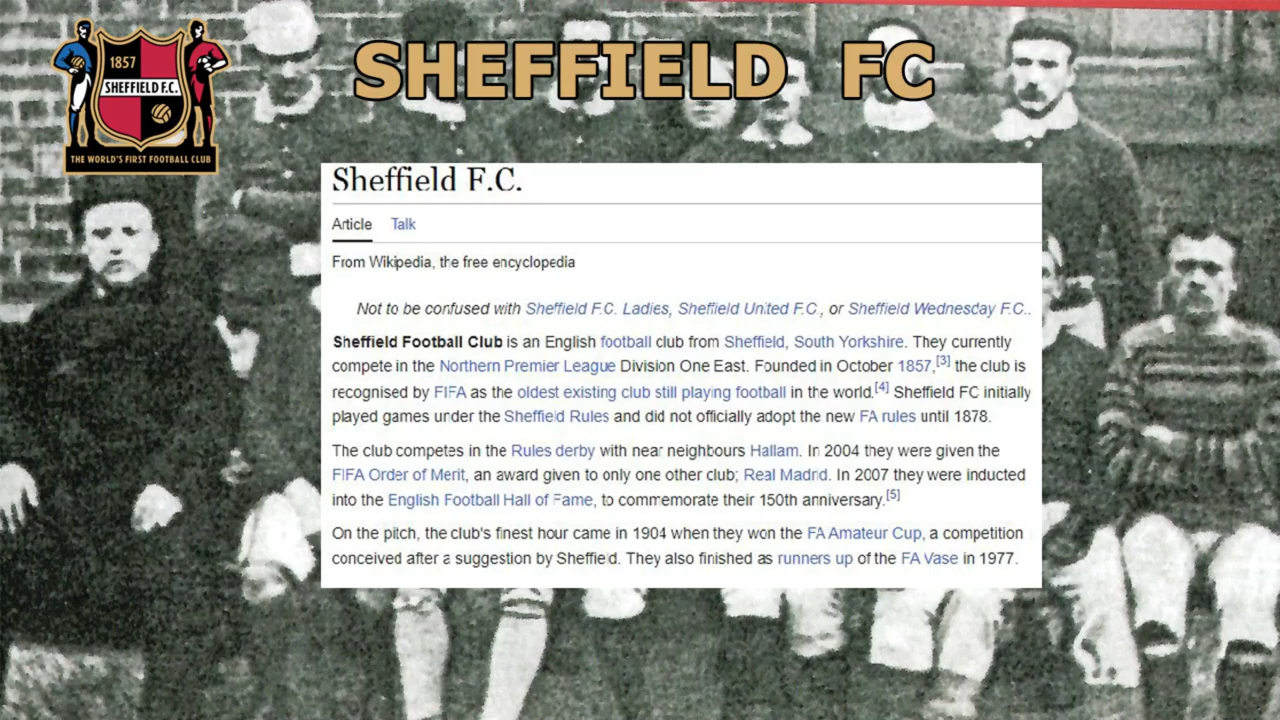 1857
SHEFFIELD F.C.
THE WORLD'S FIRST FOOTBALL CLUB
SHEFFIELD FC
Sheffield F.C.
Article Talk
From Wikipedia, the free encyclopedia
Not to be confused with Sheffield F.C. Ladies, Sheffield United F.C., or Sheffield Wednesday F.C..
Sheffield Football Club is an English football club from Sheffield, South Yorkshire. They currently
compete in the Northern Premier League Division One East. Founded in October 1857,[3] the club is
recognised by FIFA as the oldest existing club still playing football in the world.[4] Sheffield FC initially
played games under the Sheffield Rules and did not officially adopt the new FA rules until 1878.
The club competes in the Rules derby with near neighbours Hallam. In 2004 they were given the
FIFA Order of Merit, an award given to only one other club; Real Madrid. In 2007 they were inducted
into the English Football Hall of Fame, to commemorate their 150th anniversary.[5]
On the pitch, the club's finest hour came in 1904 when they won the FA Amateur Cup, a competition
conceived after a suggestion by Sheffield. They also finished as runners up of the FA Vase in 1977.